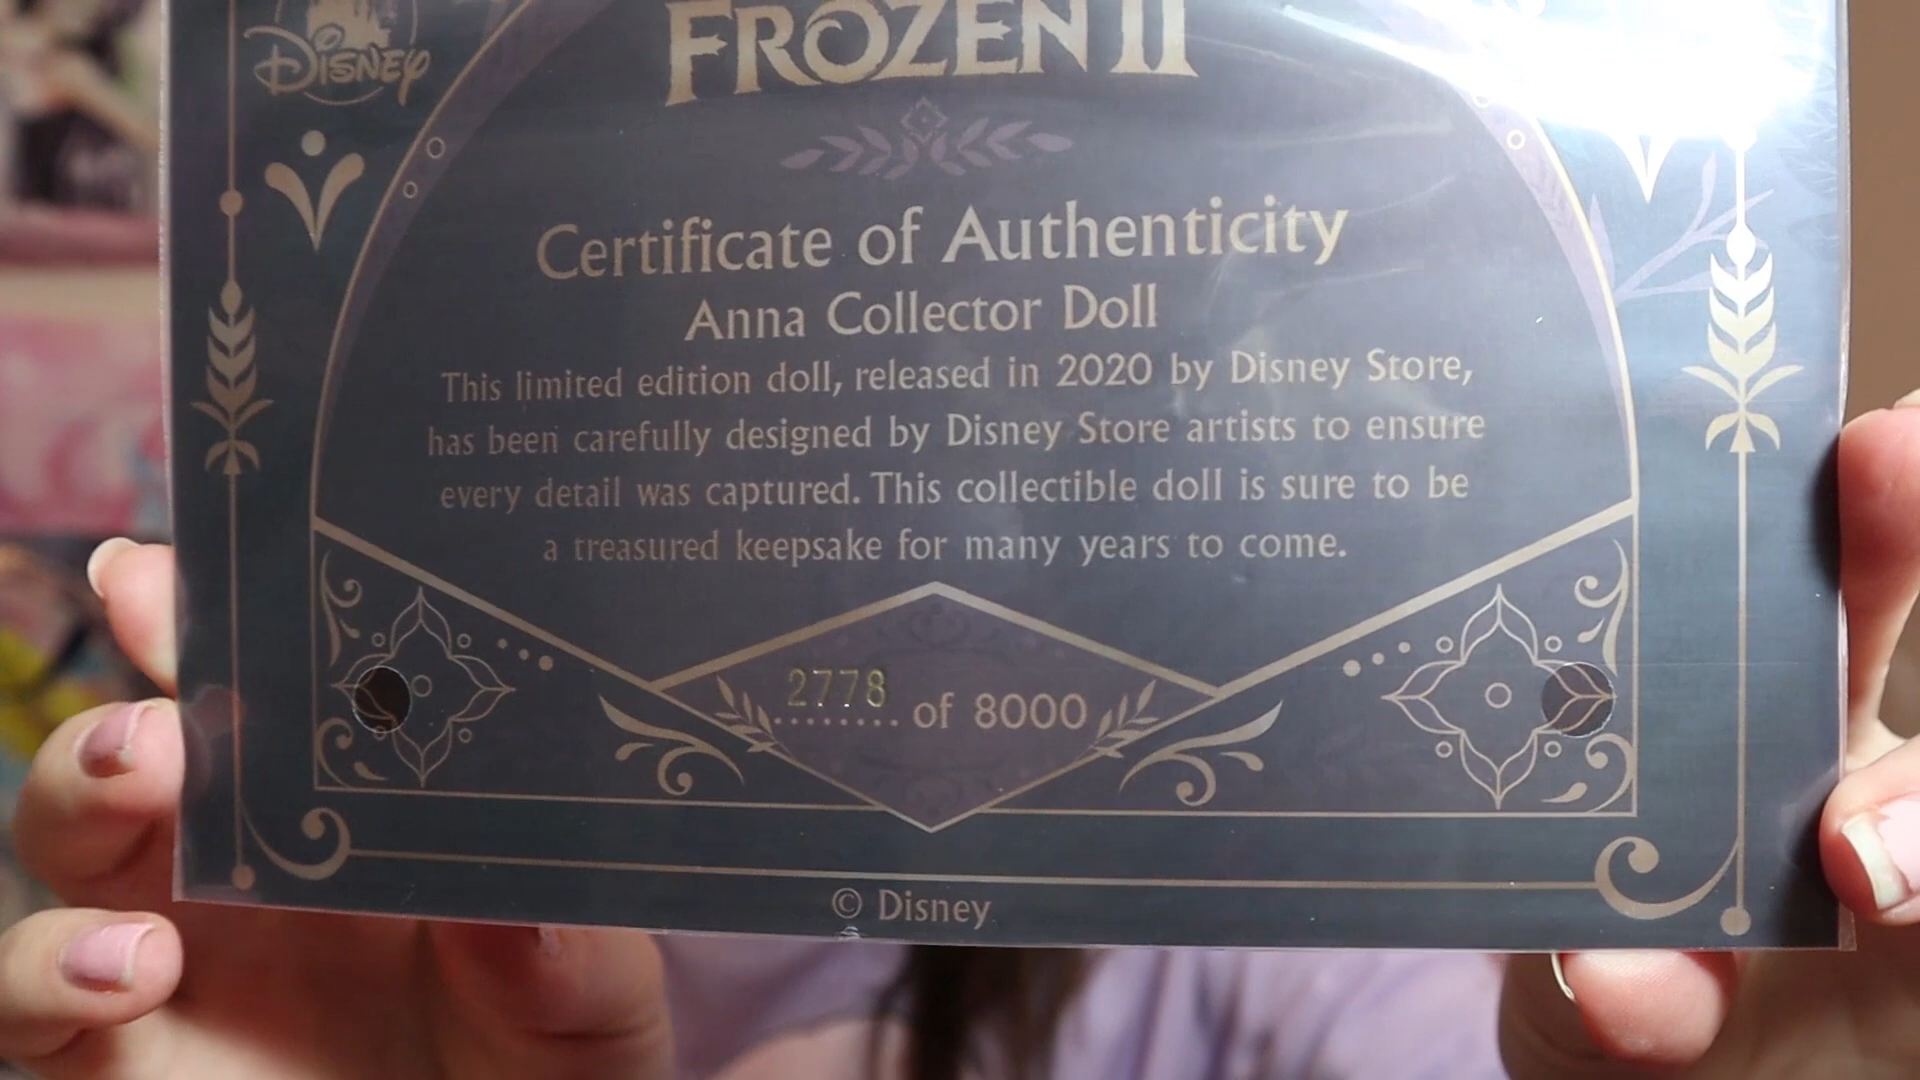 Disney
FROZEN II
Certificate of Authenticity
Anna Collector Doll
This limited edition doll, released in 2020 by Disney Store,
has been carefully designed by Disney Store artists to ensure
every detail was captured. This collectible doll is sure to be
a treasured keepsake for many years to come.
2778 of 8000
© Disney